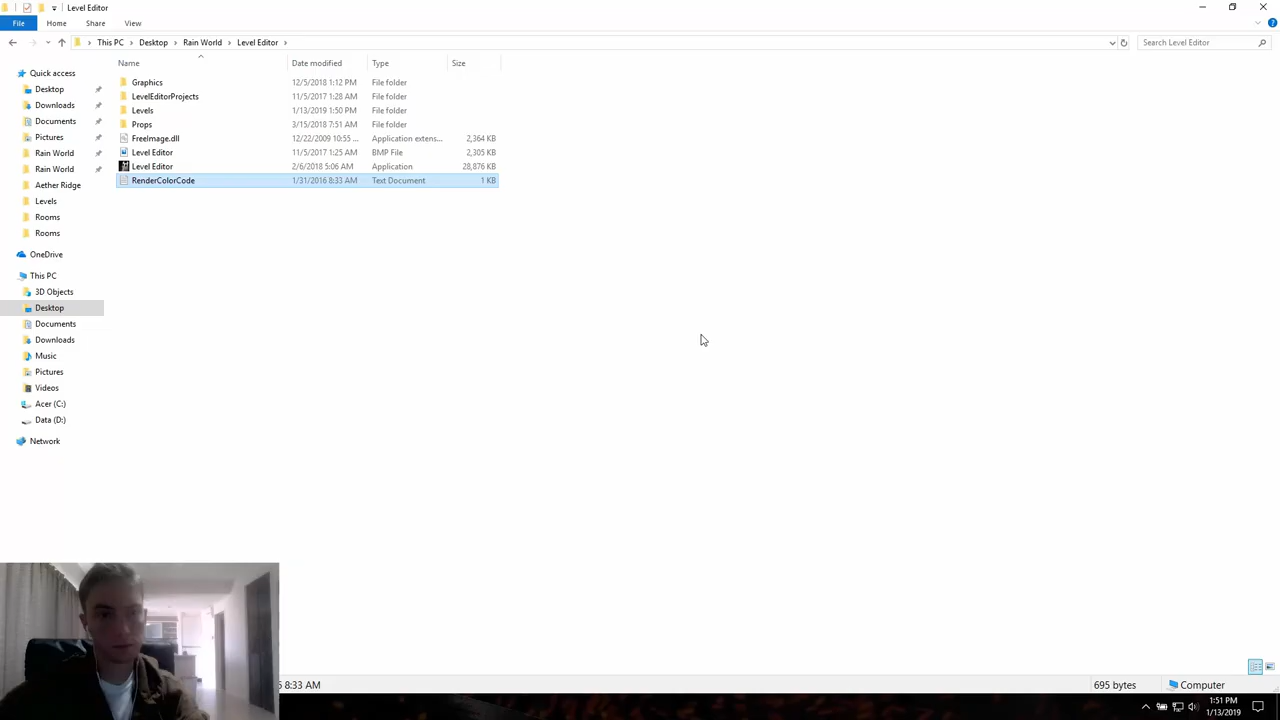 Level Editor
File Home Share View
This PC Desktop Rain World Level Editor Search Level Editor
Name Date modified Type Size
Quick access
Desktop
Downloads
Documents
Pictures
Rain World
Rain World
Aether Ridge
Levels
Rooms
Rooms
OneDrive
This PC
3D Objects
Desktop
Documents
Downloads
Music
Pictures
Videos
Acer (C:)
Data (D:)
Network
Graphics 12/5/2018 1:12 PM File folder
LevelEditorProjects 11/5/2017 1:28 AM File folder
Levels 1/13/2019 1:50 PM File folder
Props 3/15/2018 7:51 AM File folder
FreeImage.dll 12/22/2009 10:55 ... Application extens... 2,364 KB
Level Editor 11/5/2017 1:25 AM BMP File 2,305 KB
Level Editor 2/6/2018 5:06 AM Application 28,876 KB
RenderColorCode 1/31/2016 8:33 AM Text Document 1 KB
8:33 AM 695 bytes Computer
1:51 PM
1/13/2019